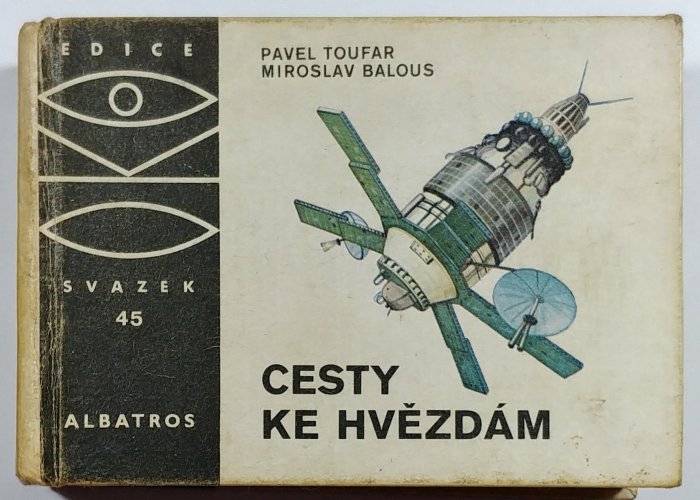 EDICE
SVAZEK
45
ALBATROS
PAVEL TOUFAR
MIROSLAV BALOUS
CESTY
KE HVĚZDÁM